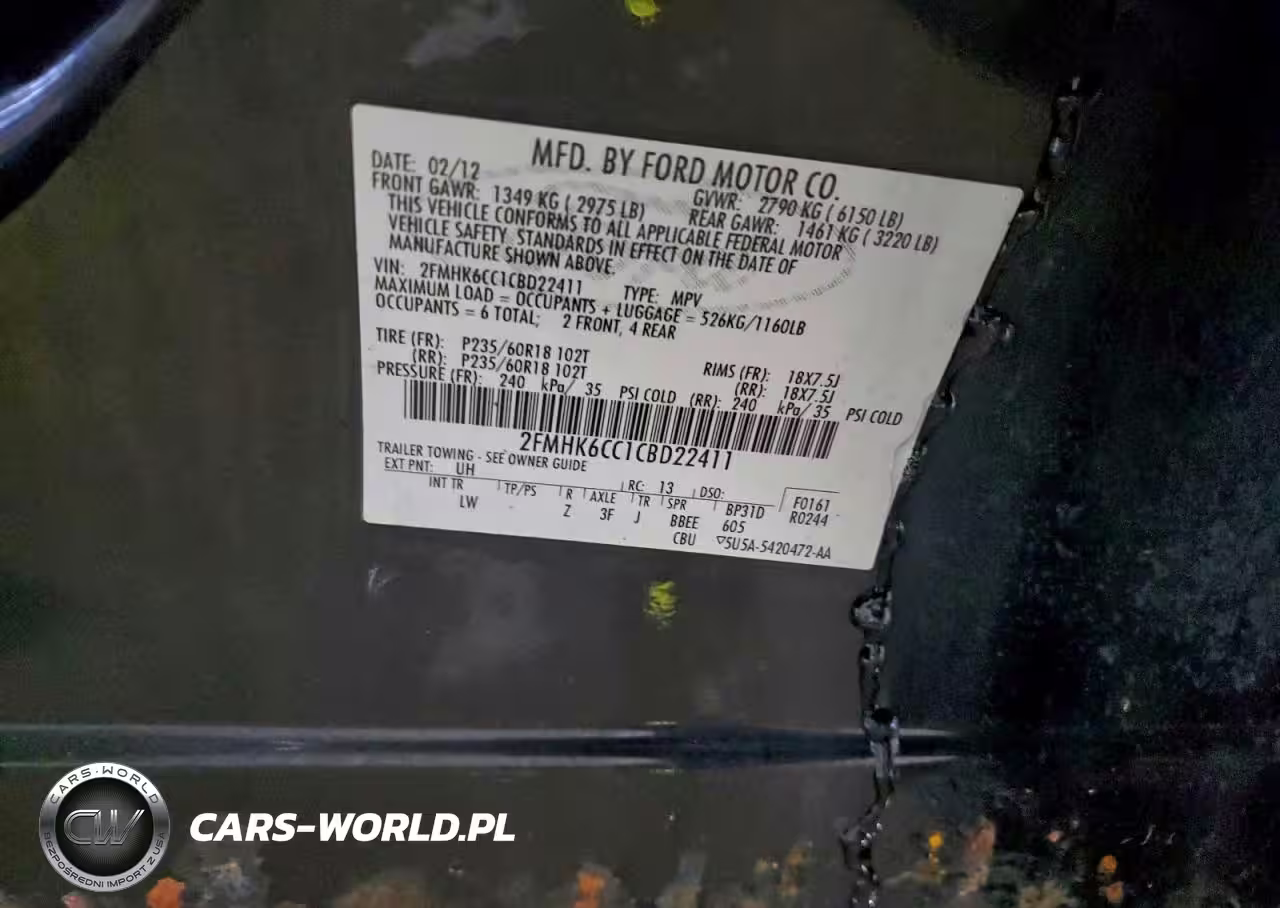 MFD. BY FORD MOTOR CO.
DATE: 02/12 GVWR: 2790 KG ( 6150 LB)
FRONT GAWR: 1349 KG ( 2975 LB) REAR GAWR: 1461 KG ( 3220 LB)
THIS VEHICLE CONFORMS TO ALL APPLICABLE FEDERAL MOTOR
VEHICLE SAFETY. STANDARDS IN EFFECT ON THE DATE OF
MANUFACTURE SHOWN ABOVE.
VIN: 2FMHK6CC1CBD22411 TYPE: MPV
MAXIMUM LOAD = OCCUPANTS + LUGGAGE = 526KG/1160LB
OCCUPANTS = 6 TOTAL; 2 FRONT, 4 REAR
TIRE (FR): P235/60R18 102T RIMS (FR): 18X7.5J
(RR): P235/60R18 102T (RR): 18X7.5J
PRESSURE (FR): 240 kPa/ 35 PSI COLD (RR): 240 kPa/ 35 PSI COLD
2FMHK6CC1CBD22411
TRAILER TOWING - SEE OWNER GUIDE
EXT PNT: UH RC: 13 DSO: F0161
INT TR TP/PS R AXLE TR SPR BP31D R0244
LW Z 3F J BBEE 605
CBU ▽5U5A-5420472-AA
CARS-WORLD
CW
BEZPOŚREDNI IMPORT Z USA
CARS-WORLD.PL